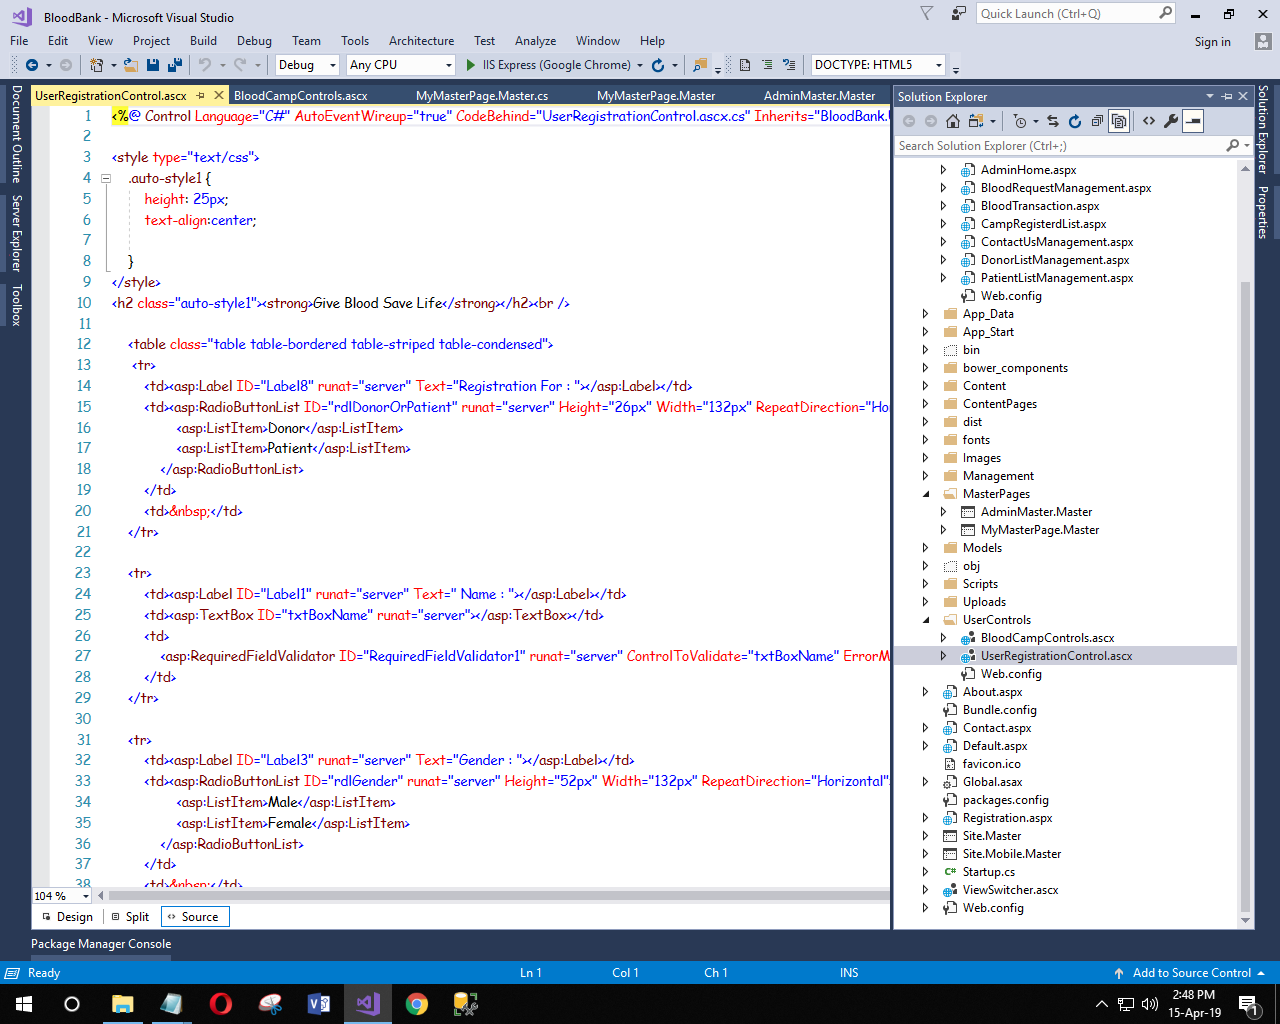 BloodBank - Microsoft Visual Studio
Quick Launch (Ctrl+Q)
File Edit View Project Build Debug Team Tools Architecture Test Analyze Window Help
Sign in
Debug Any CPU IIS Express (Google Chrome) DOCTYPE: HTML5
UserRegistrationControl.ascx BloodCampControls.ascx MyMasterPage.Master.cs MyMasterPage.Master AdminMaster.Master
Document Outline
Server Explorer
Toolbox
1 <%@ Control Language="C#" AutoEventWireup="true" CodeBehind="UserRegistrationControl.ascx.cs" Inherits="BloodBank.
2
3 <style type="text/css">
4 .auto-style1 {
5 height: 25px;
6 text-align:center;
7
8 }
9 </style>
10 <h2 class="auto-style1"><strong>Give Blood Save Life</strong></h2><br />
11
12 <table class="table table-bordered table-striped table-condensed">
13 <tr>
14 <td><asp:Label ID="Label8" runat="server" Text="Registration For : "></asp:Label></td>
15 <td><asp:RadioButtonList ID="rdlDonorOrPatient" runat="server" Height="26px" Width="132px" RepeatDirection="Hor
16 <asp:ListItem>Donor</asp:ListItem>
17 <asp:ListItem>Patient</asp:ListItem>
18 </asp:RadioButtonList>
19 </td>
20 <td>&nbsp;</td>
21 </tr>
22
23 <tr>
24 <td><asp:Label ID="Label1" runat="server" Text=" Name : "></asp:Label></td>
25 <td><asp:TextBox ID="txtBoxName" runat="server"></asp:TextBox></td>
26 <td>
27 <asp:RequiredFieldValidator ID="RequiredFieldValidator1" runat="server" ControlToValidate="txtBoxName" ErrorM
28 </td>
29 </tr>
30
31 <tr>
32 <td><asp:Label ID="Label3" runat="server" Text="Gender : "></asp:Label></td>
33 <td><asp:RadioButtonList ID="rdlGender" runat="server" Height="52px" Width="132px" RepeatDirection="Horizontal"
34 <asp:ListItem>Male</asp:ListItem>
35 <asp:ListItem>Female</asp:ListItem>
36 </asp:RadioButtonList>
37 </td>
38 <td>&nbsp;</td>
104 %
Design Split Source
Package Manager Console
Solution Explorer
Search Solution Explorer (Ctrl+;)
AdminHome.aspx
BloodRequestManagement.aspx
BloodTransaction.aspx
CampRegisterdList.aspx
ContactUsManagement.aspx
DonorListManagement.aspx
PatientListManagement.aspx
Web.config
App_Data
App_Start
bin
bower_components
Content
ContentPages
dist
fonts
Images
Management
MasterPages
AdminMaster.Master
MyMasterPage.Master
Models
obj
Scripts
Uploads
UserControls
BloodCampControls.ascx
UserRegistrationControl.ascx
Web.config
About.aspx
Bundle.config
Contact.aspx
Default.aspx
favicon.ico
Global.asax
packages.config
Registration.aspx
Site.Master
Site.Mobile.Master
C# Startup.cs
ViewSwitcher.ascx
Web.config
Solution Explorer
Properties
Ready Ln 1 Col 1 Ch 1 INS Add to Source Control
2:48 PM
15-Apr-19
1